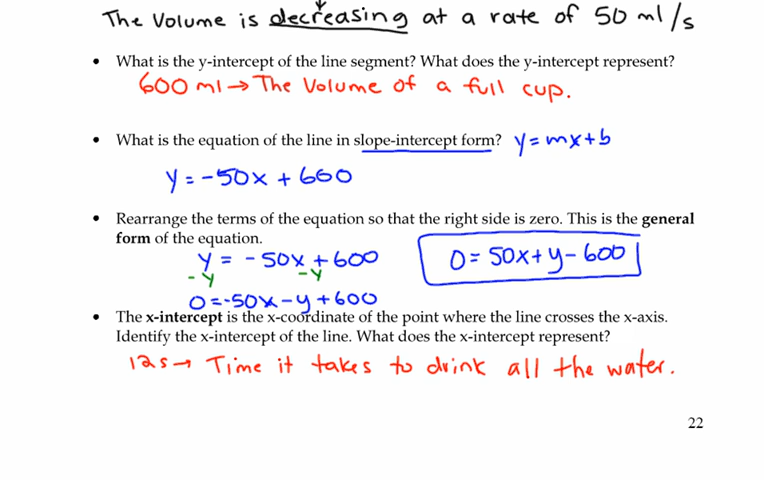 The Volume is decreasing at a rate of 50 ml/s
• What is the y-intercept of the line segment? What does the y-intercept represent?
600 ml → The Volume of a full cup.
• What is the equation of the line in slope-intercept form? y = mx + b
y = -50x + 600
• Rearrange the terms of the equation so that the right side is zero. This is the general
form of the equation.
y = -50x + 600
-y -y
0 = -50x - y + 600
0 = 50x + y - 600
• The x-intercept is the x-coordinate of the point where the line crosses the x-axis.
Identify the x-intercept of the line. What does the x-intercept represent?
12s → Time it takes to drink all the water.
22